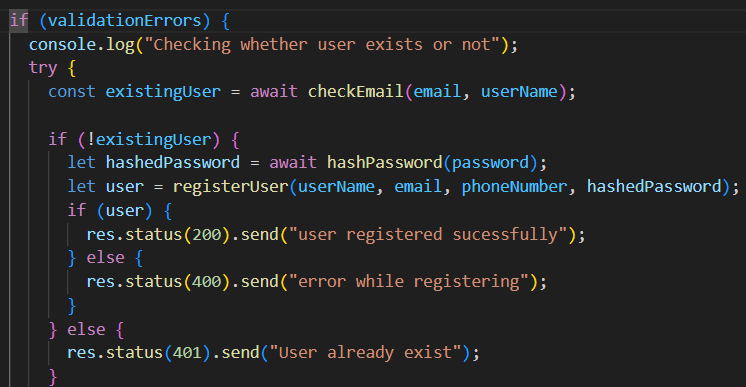 if (validationErrors) {
console.log("Checking whether user exists or not");
try {
const existingUser = await checkEmail(email, userName);
if (!existingUser) {
let hashedPassword = await hashPassword(password);
let user = registerUser(userName, email, phoneNumber, hashedPassword);
if (user) {
res.status(200).send("user registered sucessfully");
} else {
res.status(400).send("error while registering");
}
} else {
res.status(401).send("User already exist");
}